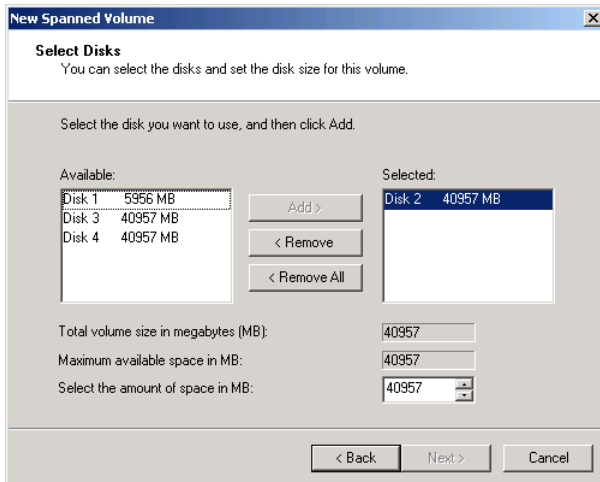 New Spanned Volume
Select Disks
You can select the disks and set the disk size for this volume.
Select the disk you want to use, and then click Add.
Available:
Selected:
Disk 1 5956 MB
Disk 3 40957 MB
Disk 4 40957 MB
Add >
< Remove
< Remove All
Disk 2 40957 MB
Total volume size in megabytes (MB): 40957
Maximum available space in MB: 40957
Select the amount of space in MB: 40957
< Back Next > Cancel